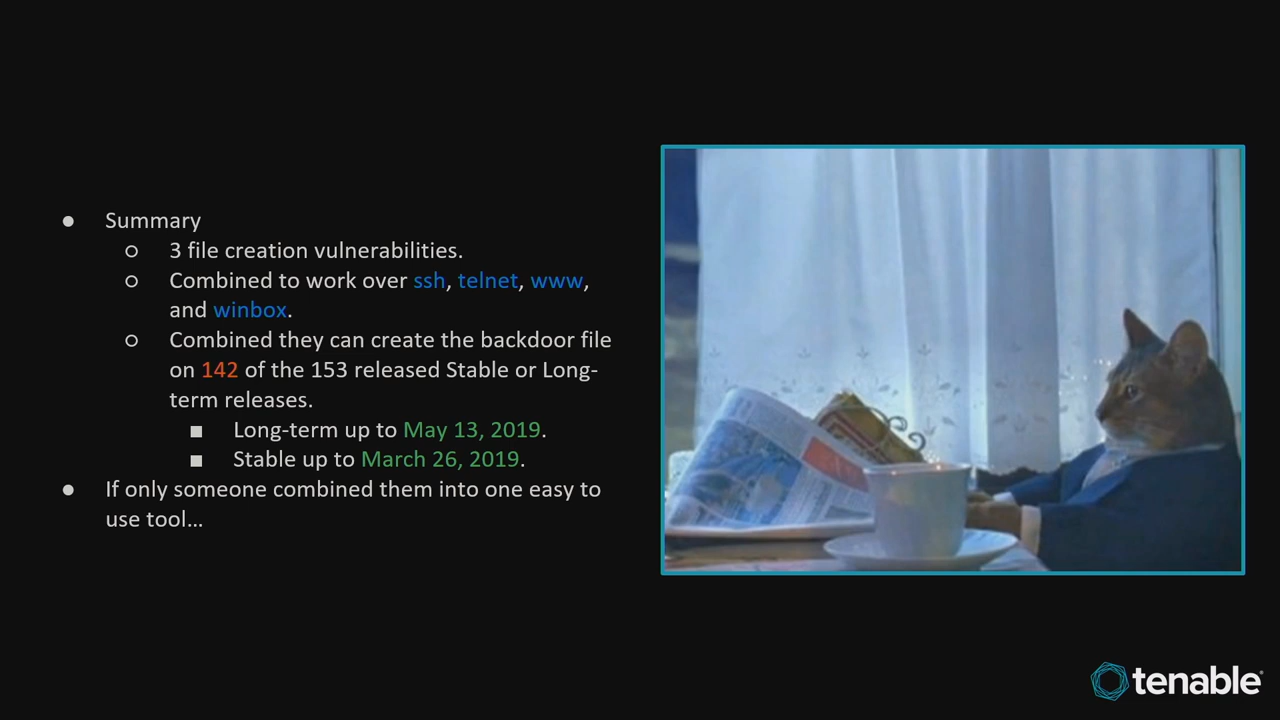 ● Summary
○ 3 file creation vulnerabilities.
○ Combined to work over ssh, telnet, www,
and winbox.
○ Combined they can create the backdoor file
on 142 of the 153 released Stable or Long-
term releases.
■ Long-term up to May 13, 2019.
■ Stable up to March 26, 2019.
● If only someone combined them into one easy to
use tool...
tenable®